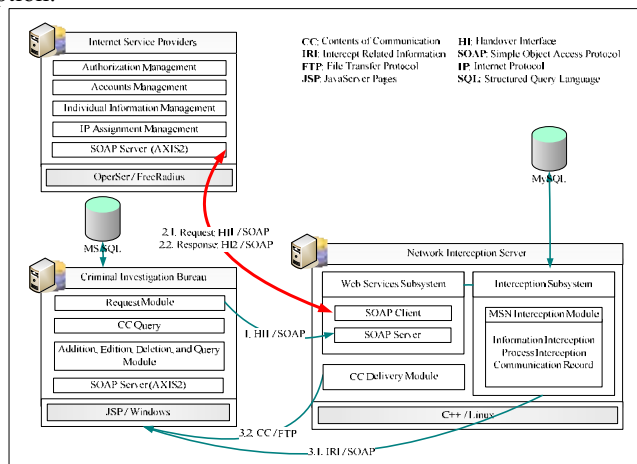 ption.
Internet Service Providers
Authorization Management
Accounts Management
Individual Information Management
IP Assignment Management
SOAP Server (AXIS2)
OperSer / FreeRadius
CC: Contents of Communication
IRI: Intercept Related Information
FTP: File Transfer Protocol
JSP: JavaServer Pages
HI: Handover Interface
SOAP: Simple Object Access Protocol
IP: Internet Protocol
SQL: Structured Query Language
MySQL
MS/SQL
2.1. Request: HI1 / SOAP
2.2. Response: HI2 / SOAP
Criminal Investigation Bureau
Request Module
CC Query
Addition, Edition, Deletion, and Query
Module
SOAP Server(AXIS2)
JSP / Windows
1. HI1 / SOAP
Network Interception Server
Web Services Subsystem
SOAP Client
SOAP Server
CC Delivery Module
Interception Subsystem
MSN Interception Module
Information Interception
Process Interception
Communication Record
C++ / Linux
3.2. CC / FTP
3.1. IRI / SOAP